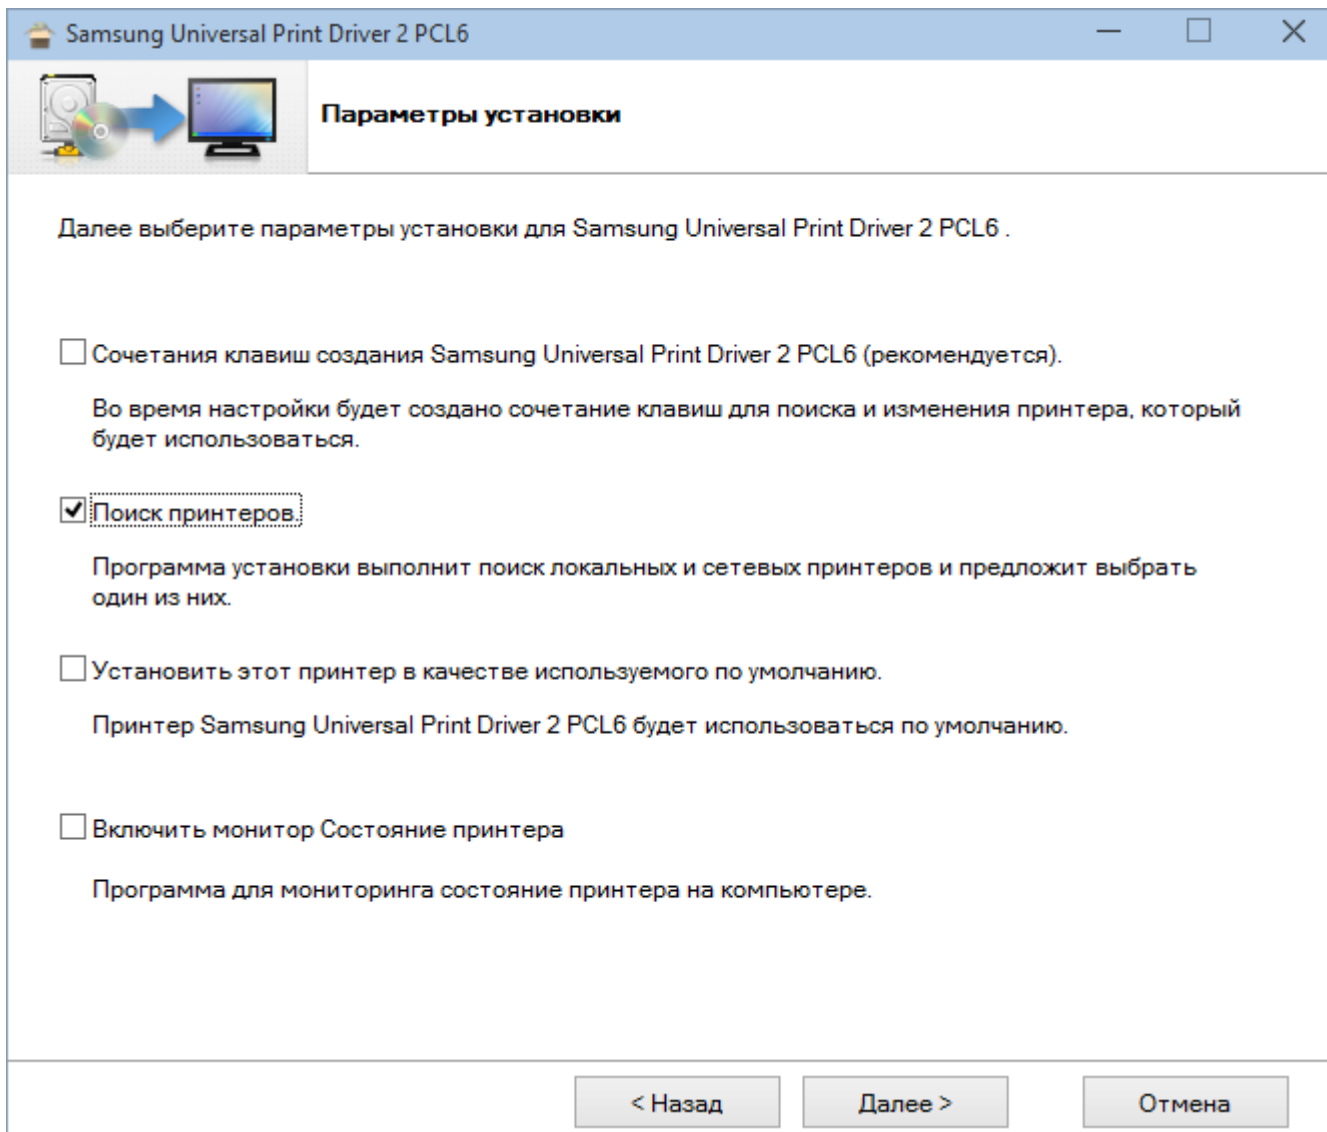 Samsung Universal Print Driver 2 PCL6
Параметры установки
Далее выберите параметры установки для Samsung Universal Print Driver 2 PCL6 .
Сочетания клавиш создания Samsung Universal Print Driver 2 PCL6 (рекомендуется).
Во время настройки будет создано сочетание клавиш для поиска и изменения принтера, который
будет использоваться.
Поиск принтеров.
Программа установки выполнит поиск локальных и сетевых принтеров и предложит выбрать
один из них.
Установить этот принтер в качестве используемого по умолчанию.
Принтер Samsung Universal Print Driver 2 PCL6 будет использоваться по умолчанию.
Включить монитор Состояние принтера
Программа для мониторинга состояние принтера на компьютере.
< Назад
Далее >
Отмена